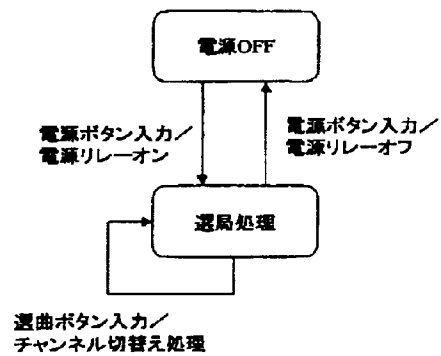 電源OFF
電源ボタン入力／
電源リレーオン
電源ボタン入力／
電源リレーオフ
選局処理
選曲ボタン入力／
チャンネル切替え処理